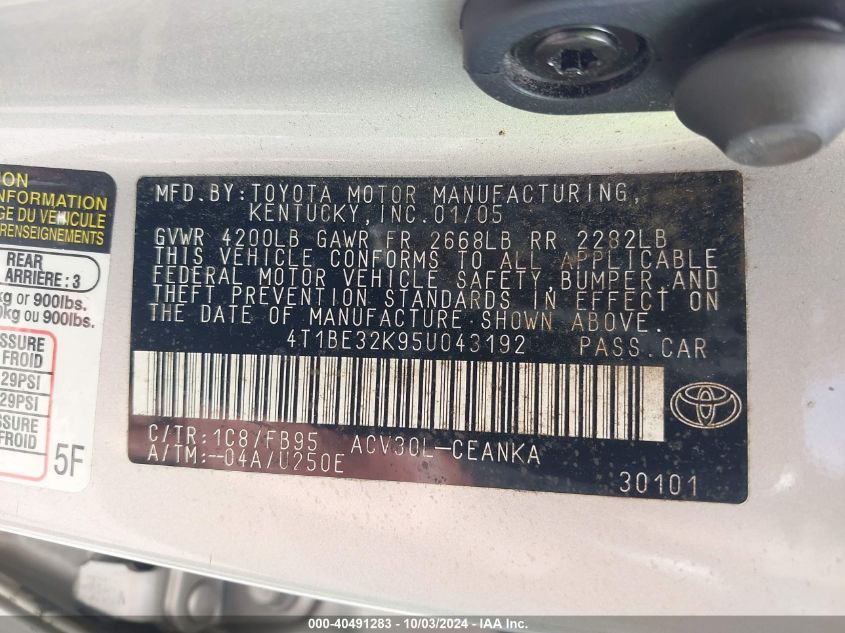 ION
INFORMATION
GE DU VÉHICULE
RENSEIGNEMENTS
REAR
ARRIÈRE : 3
kg or 900lbs.
kg ou 900lbs.
SSURE
FROID
29PSI
29PSI
SSURE
FROID
5F
MFD.BY:TOYOTA MOTOR MANUFACTURING,
KENTUCKY,INC.01/05
GVWR 4200LB GAWR FR 2668LB RR 2282LB
THIS VEHICLE CONFORMS TO ALL APPLICABLE
FEDERAL MOTOR VEHICLE SAFETY,BUMPER,AND
THEFT PREVENTION STANDARDS IN EFFECT ON
THE DATE OF MANUFACTURE SHOWN ABOVE.
4T1BE32K95U043192 PASS.CAR
C/TR:1C8/FB95 ACV30L-CEANKA
A/TM:-04A/U250E
30101
000-40491283 - 10/03/2024 - IAA Inc.